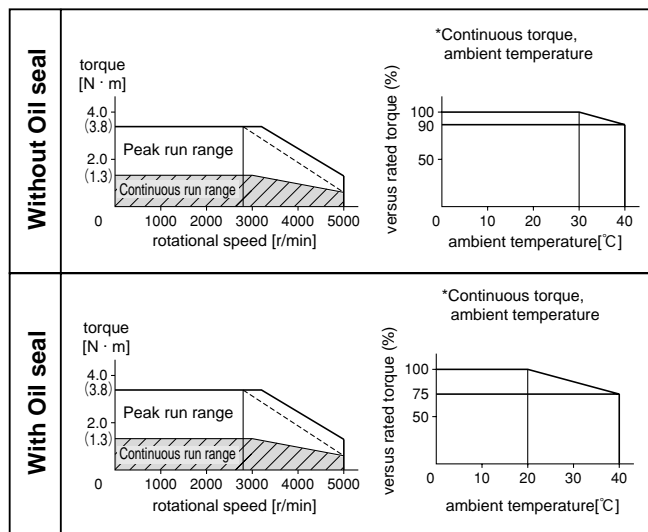 Without Oil seal
torque
[N · m]
4.0
(3.8)
Peak run range
2.0
(1.3)
Continuous run range
0 1000 2000 3000 4000 5000
rotational speed [r/min]
*Continuous torque,
ambient temperature
versus rated torque (%)
100
90
50
0 10 20 30 40
ambient temperature[℃]
With Oil seal
torque
[N · m]
4.0
(3.8)
Peak run range
2.0
(1.3)
Continuous run range
0 1000 2000 3000 4000 5000
rotational speed [r/min]
*Continuous torque,
ambient temperature
versus rated torque (%)
100
75
50
0 10 20 30 40
ambient temperature[℃]